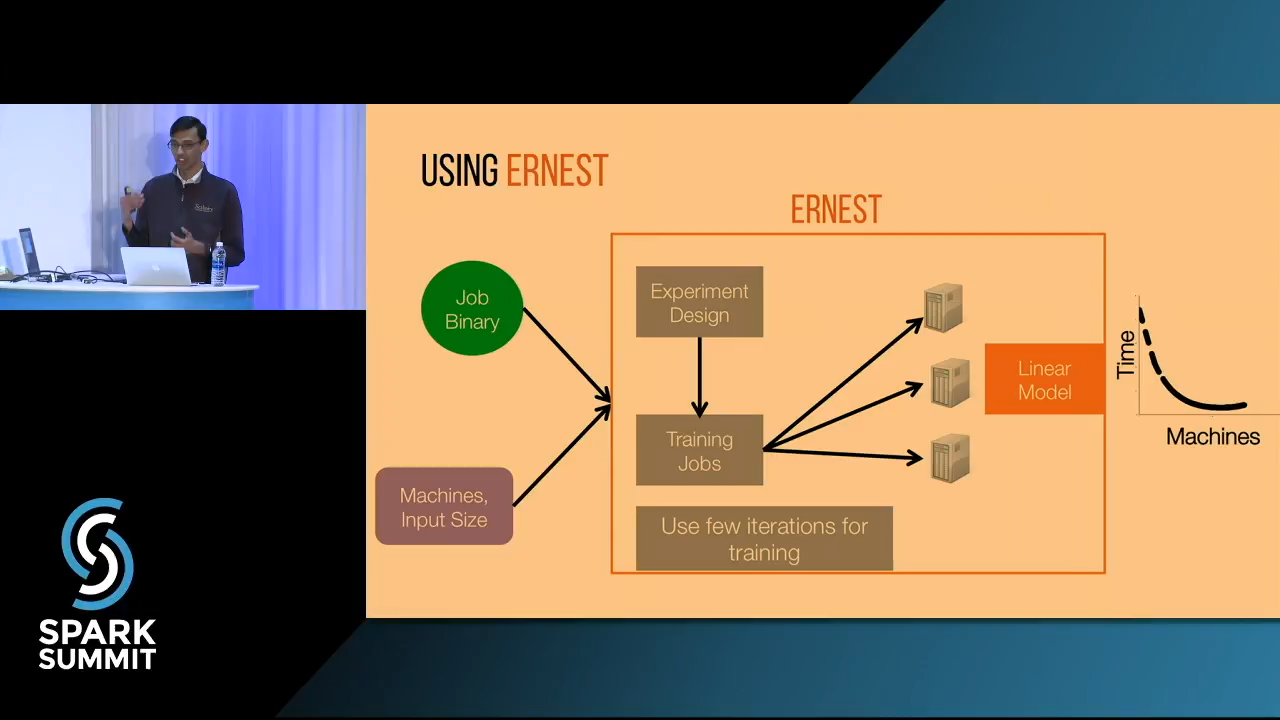 USING ERNEST
ERNEST
Job
Binary
Experiment
Design
Training
Jobs
Linear
Model
Time
Machines
Machines,
Input Size
Use few iterations for
training
SPARK
SUMMIT